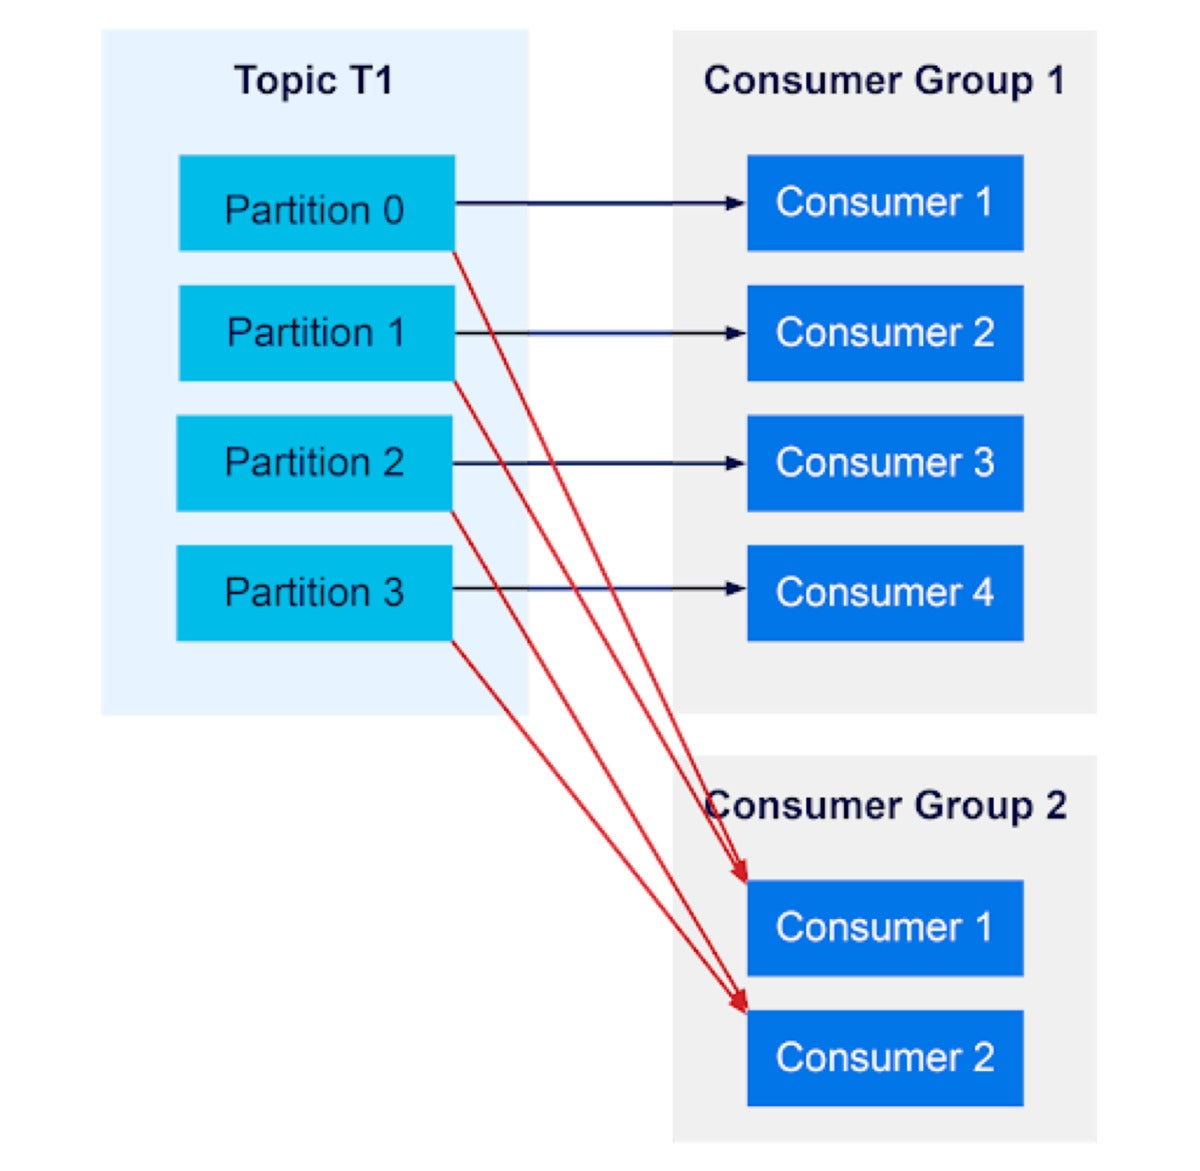 Topic T1
Partition 0
Partition 1
Partition 2
Partition 3
Consumer Group 1
Consumer 1
Consumer 2
Consumer 3
Consumer 4
Consumer Group 2
Consumer 1
Consumer 2